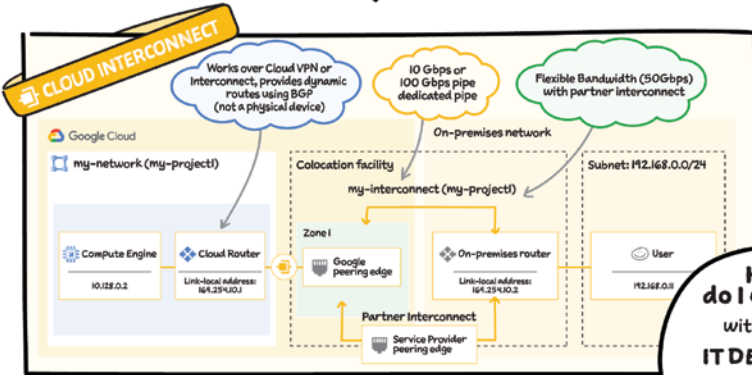 CLOUD INTERCONNECT
Works over Cloud VPN or
Interconnect, provides dynamic
routes using BGP
(not a physical device)
10 Gbps or
100 Gbps pipe
dedicated pipe
Flexible Bandwidth (50Gbps)
with partner interconnect
Google Cloud
On-premises network
my-network (my-project1)
Colocation facility
Subnet: 192.168.0.0/24
my-interconnect (my-project1)
Zone 1
Compute Engine
10.128.0.2
Cloud Router
Link-local address:
169.254.10.1
Google
peering edge
On-premises router
Link-local address:
169.254.10.2
User
192.168.0.11
Partner Interconnect
Service Provider
peering edge
do I
wit
IT DE